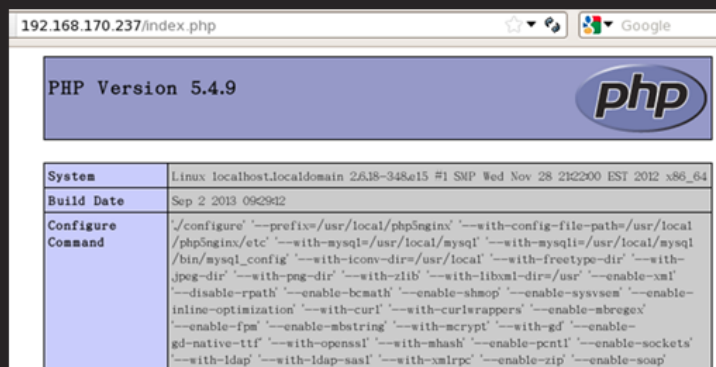 192.168.170.237/index.php
Google
PHP Version 5.4.9
php
System
Linux localhost.localdomain 2.6.18-348.el5 #1 SMP Wed Nov 28 21:22:00 EST 2012 x86_64
Build Date
Sep 2 2013 09:29:12
Configure
Command
'./configure' '--prefix=/usr/local/php5nginx' '--with-config-file-path=/usr/local
/php5nginx/etc' '--with-mysql=/usr/local/mysql' '--with-mysqli=/usr/local/mysql
/bin/mysql_config' '--with-iconv-dir=/usr/local' '--with-freetype-dir' '--with-
jpeg-dir' '--with-png-dir' '--with-zlib' '--with-libxml-dir=/usr' '--enable-xml'
'--disable-rpath' '--enable-bcmath' '--enable-shmop' '--enable-sysvsem' '--enable-
inline-optimization' '--with-curl' '--with-curlwrappers' '--enable-mbregex'
'--enable-fpm' '--enable-mbstring' '--with-mcrypt' '--with-gd' '--enable-
gd-native-ttf' '--with-openssl' '--with-mhash' '--enable-pcntl' '--enable-sockets'
'--with-ldap' '--with-ldap-sasl' '--with-xmlrpc' '--enable-zip' '--enable-soap'